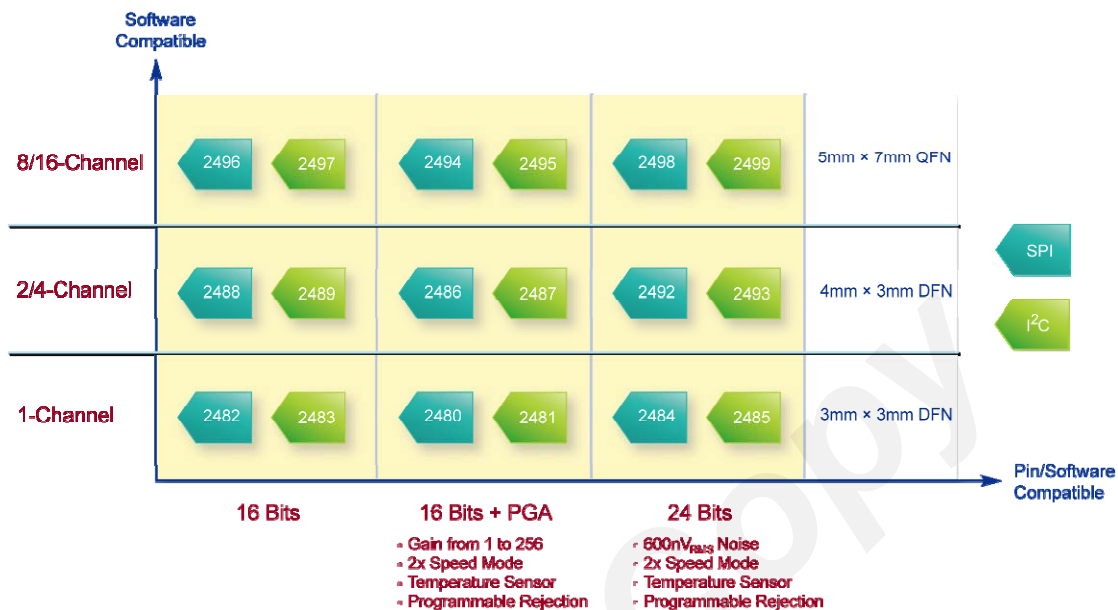 Software
Compatible
8/16-Channel
2496 2497 2494 2495 2498 2499
5mm × 7mm QFN
2/4-Channel
2488 2489 2486 2487 2492 2493
4mm × 3mm DFN
1-Channel
2482 2483 2480 2481 2484 2485
3mm × 3mm DFN
SPI
I²C
Pin/Software
Compatible
16 Bits
16 Bits + PGA
- Gain from 1 to 256
- 2x Speed Mode
- Temperature Sensor
- Programmable Rejection
24 Bits
- 600nVRMS Noise
- 2x Speed Mode
- Temperature Sensor
- Programmable Rejection
Copy